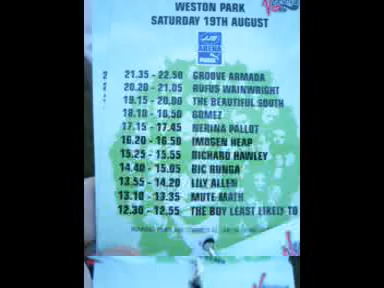 WESTON PARK
SATURDAY 19TH AUGUST
ARENA
21.35 - 22.50 GROOVE ARMADA
20.20 - 21.05 RUFUS WAINWRIGHT
19.15 - 20.00 THE BEAUTIFUL SOUTH
18.10 - 18.50 GOMEZ
17.15 - 17.45 NERINA PALLOT
16.20 - 16.50 IMOGEN HEAP
15.25 - 15.55 RICHARD HAWLEY
14.40 - 15.05 BIC RUNGA
13.55 - 14.20 LILY ALLEN
13.10 - 13.35 MUTE MATH
12.30 - 12.55 THE BOY LEAST LIKELY TO